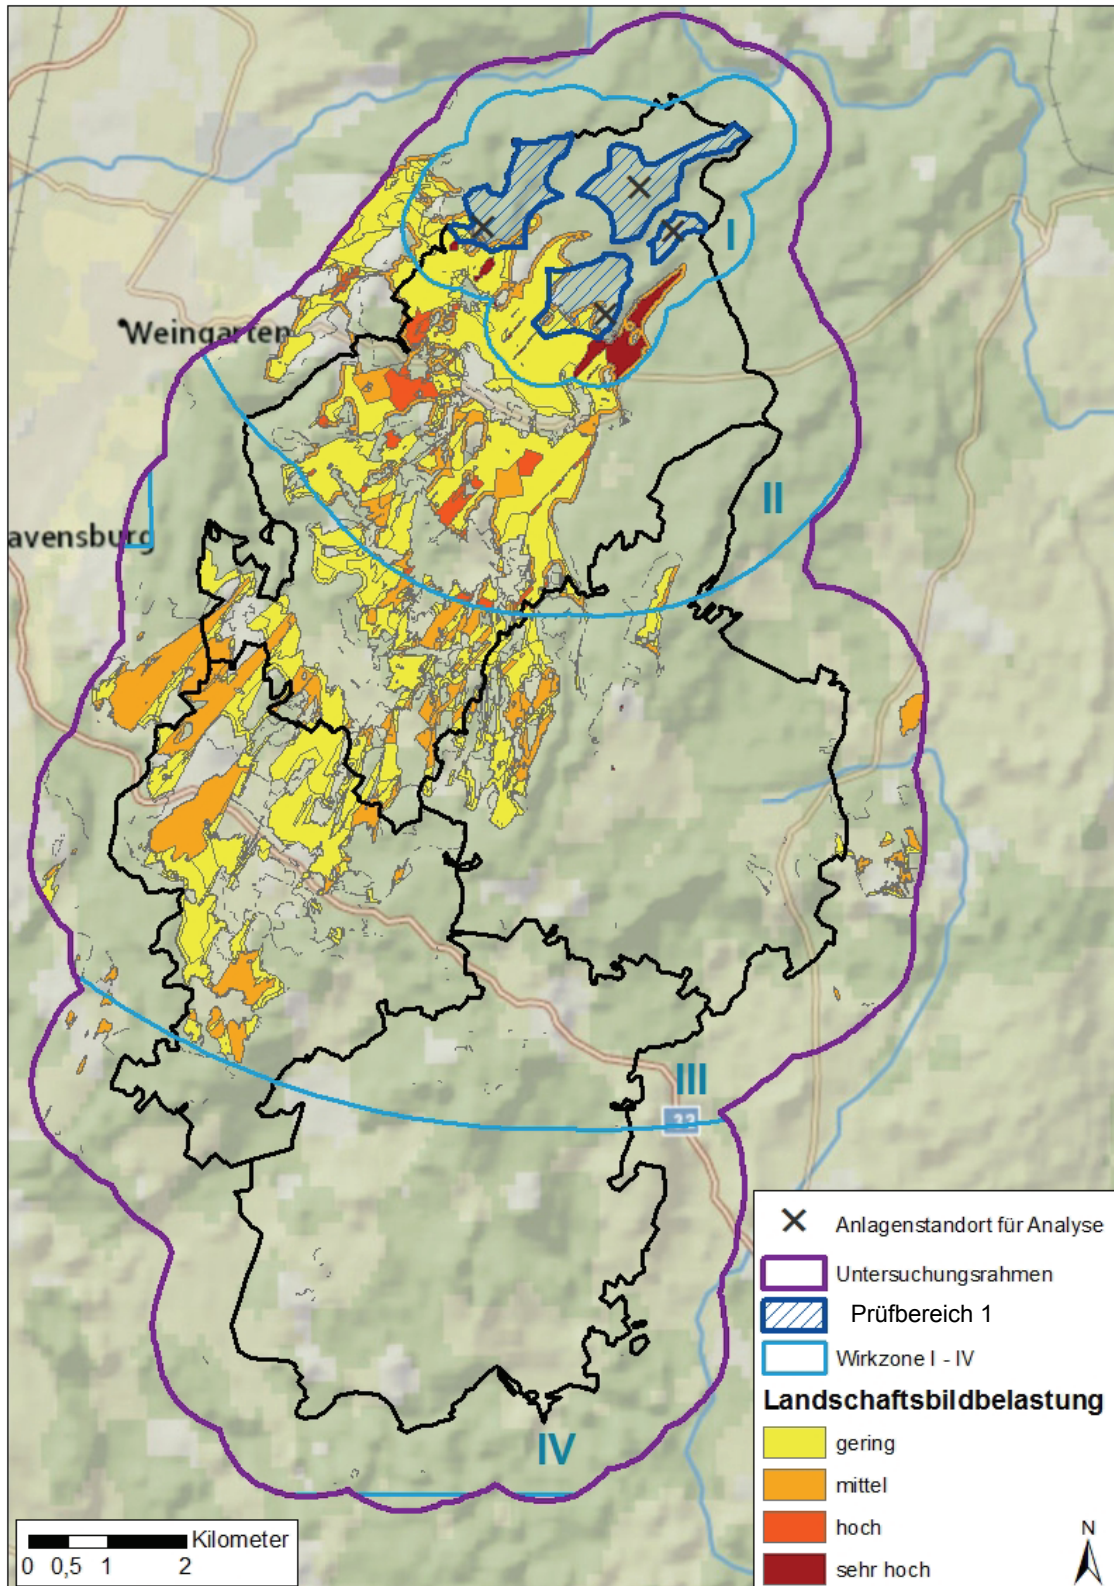 I
Weingarten
II
avensburg
III
32
IV
Anlagenstandort für Analyse
Untersuchungsrahmen
Prüfbereich 1
Wirkzone I - IV
Landschaftsbildbelastung
gering
mittel
hoch
sehr hoch
N
Kilometer
0 0,5 1 2